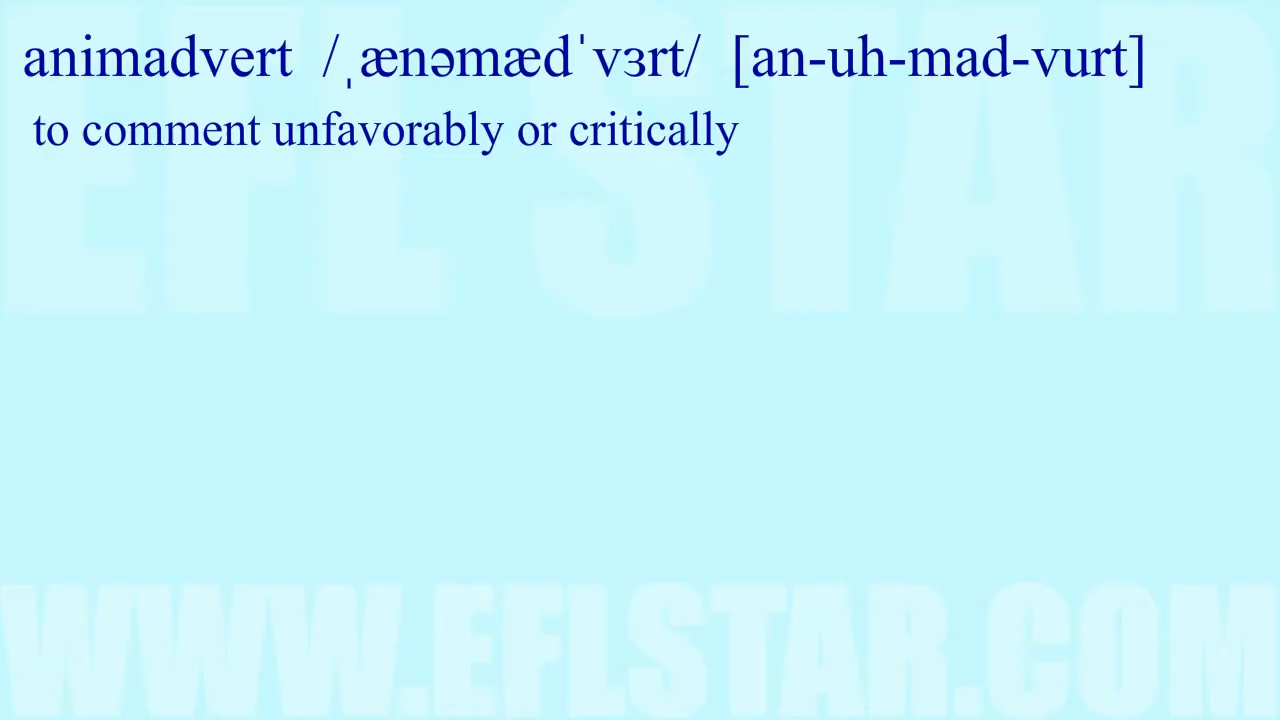 animadvert /ˌænəmædˈvɜrt/ [an-uh-mad-vurt]
to comment unfavorably or critically
EFL STAR
WWW.EFLSTAR.COM